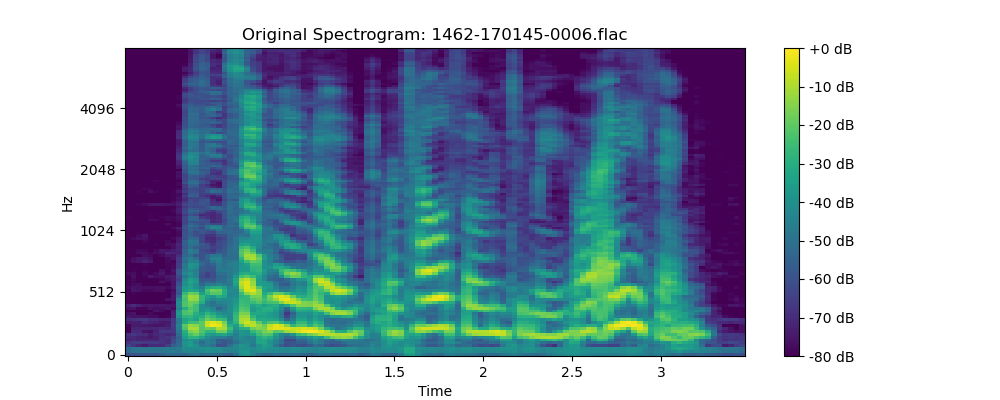 Original Spectrogram: 1462-170145-0006.flac
Hz
4096
2048
1024
512
0
0 0.5 1 1.5 2 2.5 3
Time
+0 dB
-10 dB
-20 dB
-30 dB
-40 dB
-50 dB
-60 dB
-70 dB
-80 dB